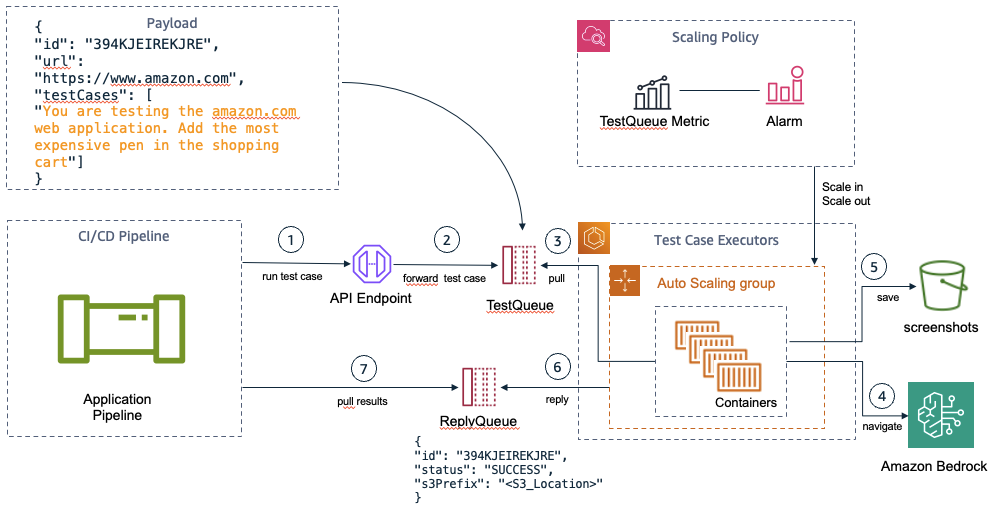 Payload
{
"id": "394KJEIREKJRE",
"url":
"https://www.amazon.com",
"testCases": [
"You are testing the amazon.com
web application. Add the most
expensive pen in the shopping
cart"]
}
Scaling Policy
TestQueue Metric
Alarm
Scale in
Scale out
CI/CD Pipeline
Application
Pipeline
1
run test case
API Endpoint
2
forward test case
TestQueue
3
pull
Test Case Executors
Auto Scaling group
Containers
5
save
screenshots
4
navigate
Amazon Bedrock
6
reply
7
pull results
ReplyQueue
{
"id": "394KJEIREKJRE",
"status": "SUCCESS",
"s3Prefix": "<S3_Location>"
}